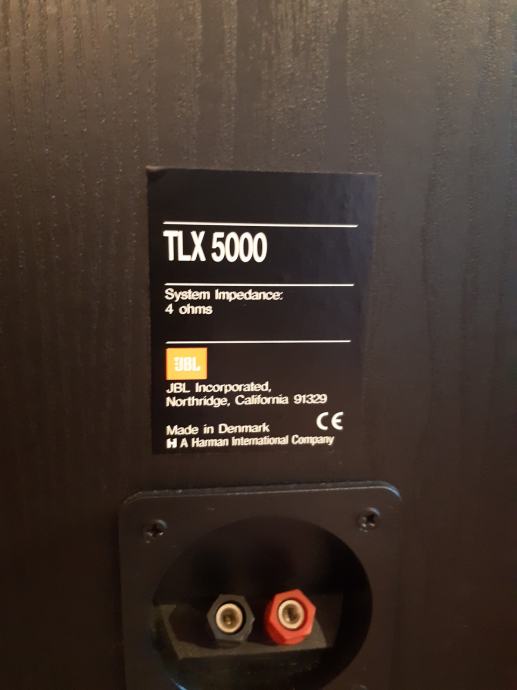 TLX 5000
System Impedance:
4 ohms
JBL
JBL Incorporated,
Northridge, California 91329
CE
Made in Denmark
H A Harman International Company